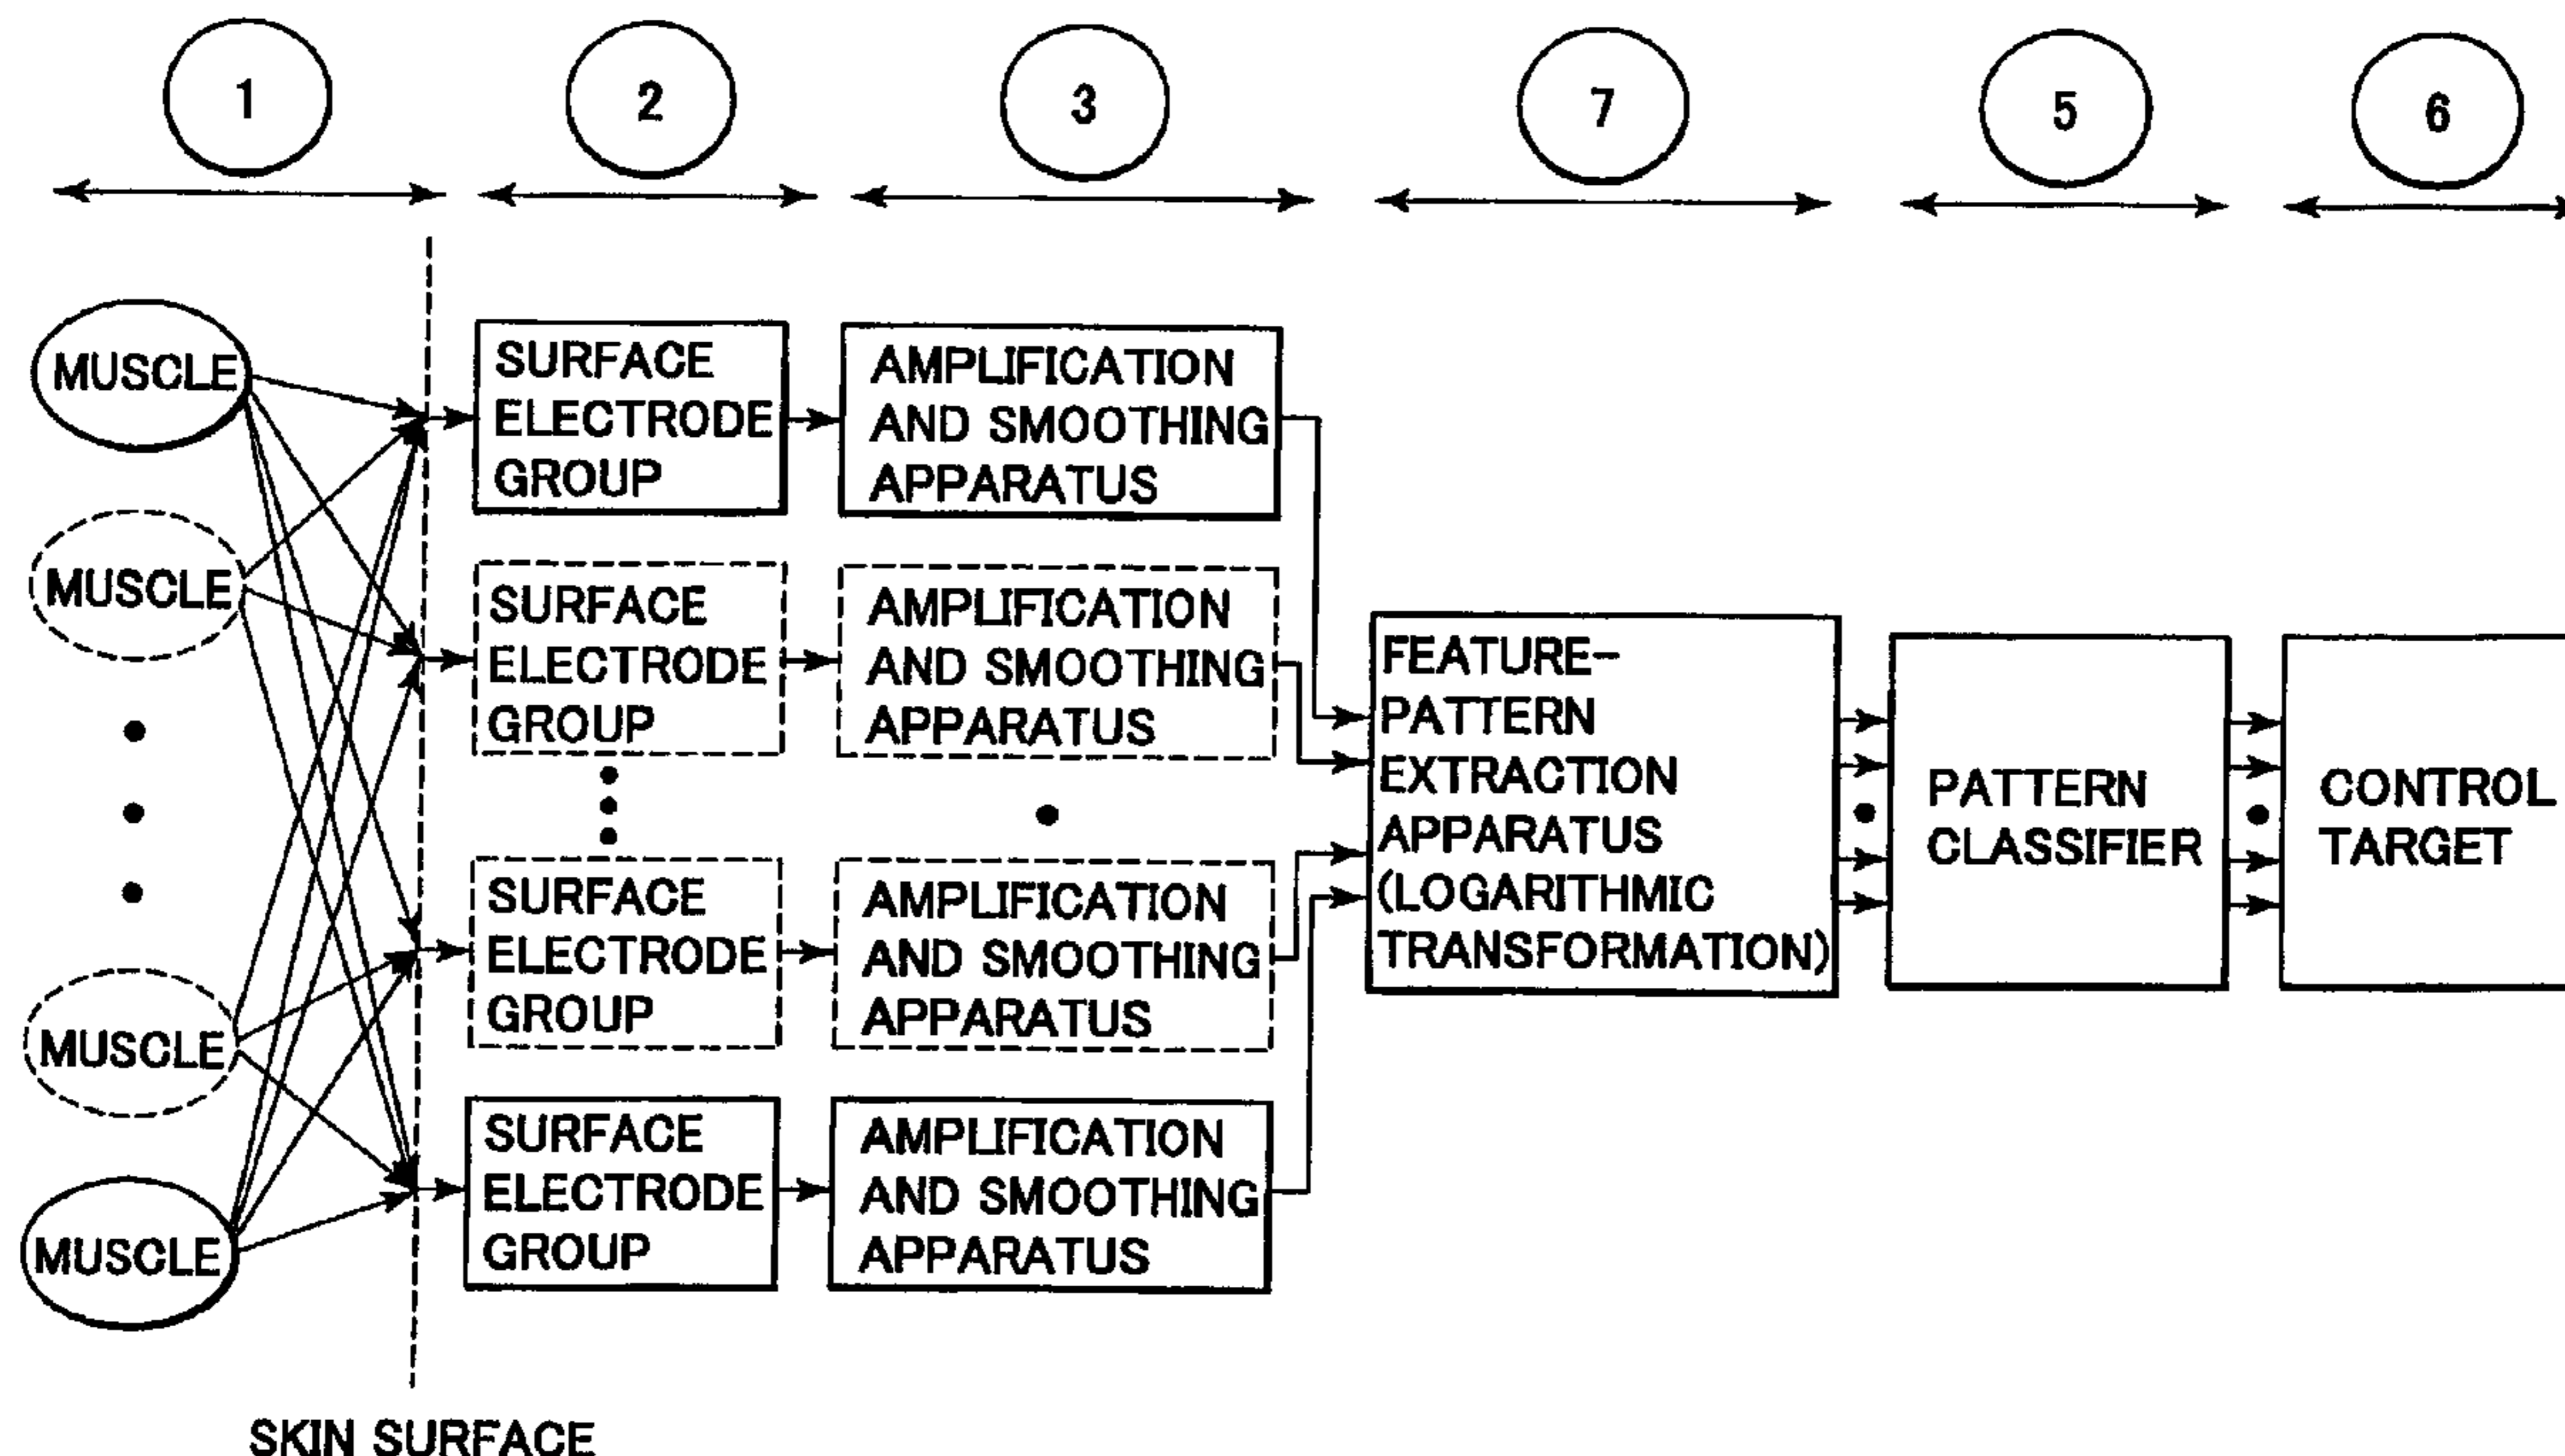 1
2
3
7
5
6
MUSCLE
MUSCLE
MUSCLE
MUSCLE
SKIN SURFACE
SURFACE
ELECTRODE
GROUP
SURFACE
ELECTRODE
GROUP
SURFACE
ELECTRODE
GROUP
SURFACE
ELECTRODE
GROUP
AMPLIFICATION
AND SMOOTHING
APPARATUS
AMPLIFICATION
AND SMOOTHING
APPARATUS
AMPLIFICATION
AND SMOOTHING
APPARATUS
AMPLIFICATION
AND SMOOTHING
APPARATUS
FEATURE-
PATTERN
EXTRACTION
APPARATUS
(LOGARITHMIC
TRANSFORMATION)
PATTERN
CLASSIFIER
CONTROL
TARGET